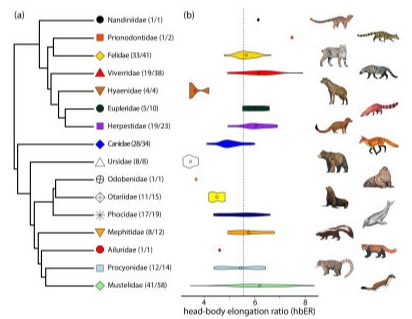 (a)
(b)
Nandiniidae (1/1)
Prionodontidae (1/2)
Felidae (33/41)
Viverridae (19/38)
Hyaenidae (4/4)
Eupleridae (5/10)
Herpestidae (19/23)
Canidae (28/34)
Ursidae (8/8)
Odobenidae (1/1)
Otariidae (11/15)
Phocidae (17/19)
Mephitidae (8/12)
Ailuridae (1/1)
Procyonidae (12/14)
Mustelidae (41/58)
4 6 8
head-body elongation ratio (hbER)